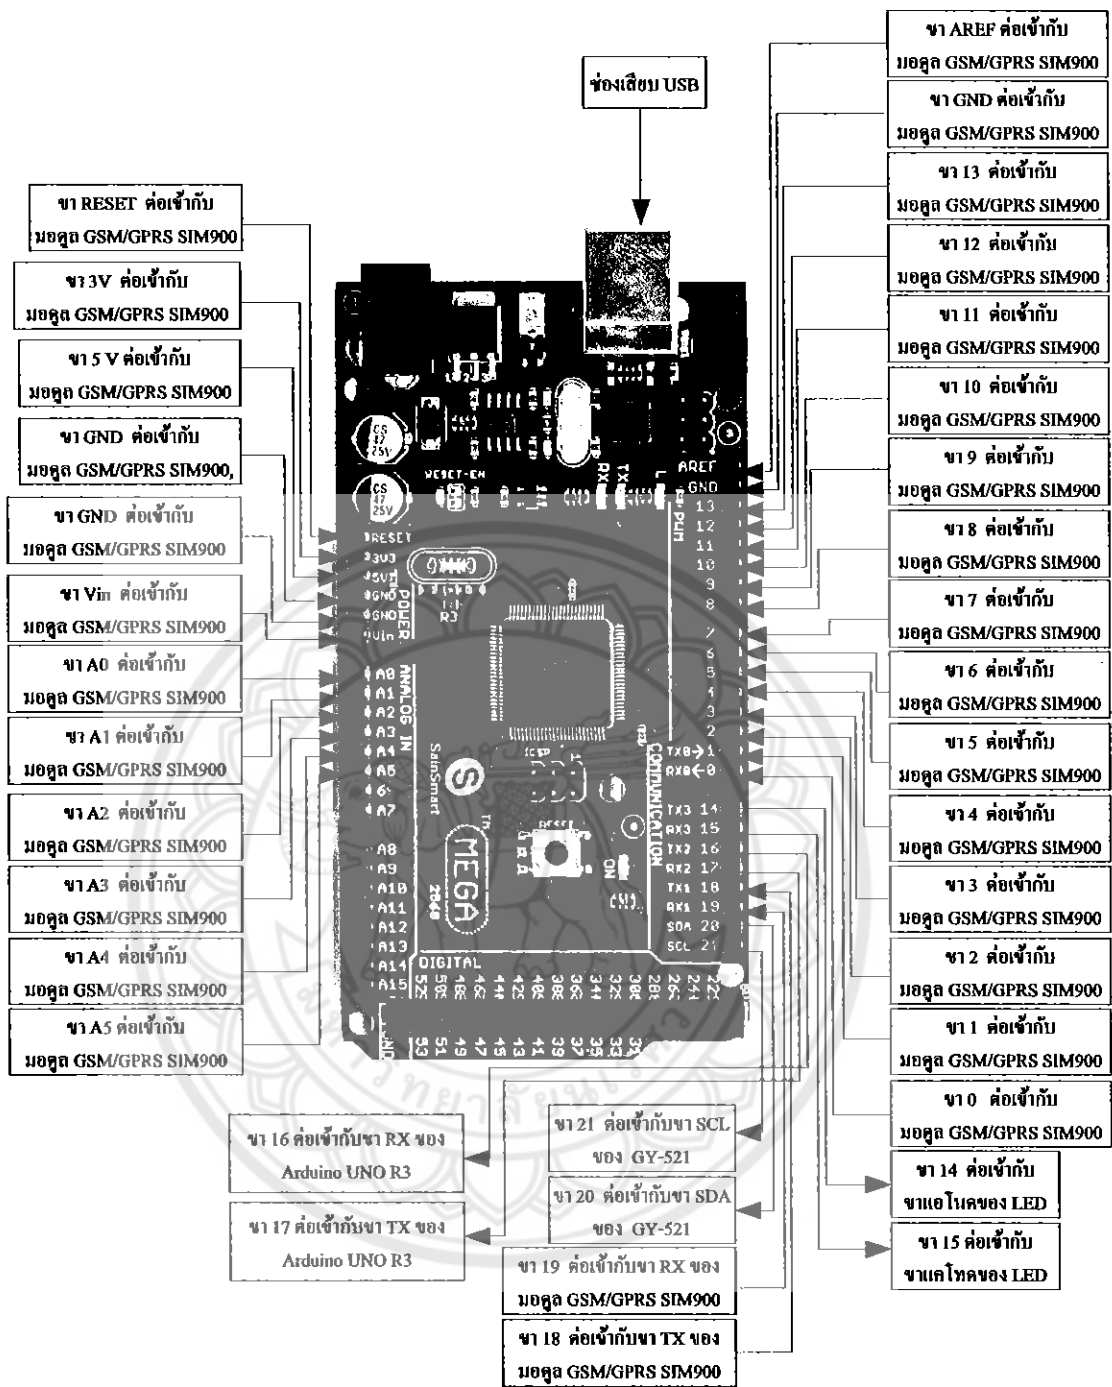 ช่องเสียบ USB
ขา AREF ต่อเข้ากับ
มอดูล GSM/GPRS SIM900
ขา GND ต่อเข้ากับ
มอดูล GSM/GPRS SIM900
ขา 13 ต่อเข้ากับ
มอดูล GSM/GPRS SIM900
ขา 12 ต่อเข้ากับ
มอดูล GSM/GPRS SIM900
ขา 11 ต่อเข้ากับ
มอดูล GSM/GPRS SIM900
ขา 10 ต่อเข้ากับ
มอดูล GSM/GPRS SIM900
ขา 9 ต่อเข้ากับ
มอดูล GSM/GPRS SIM900
ขา 8 ต่อเข้ากับ
มอดูล GSM/GPRS SIM900
ขา 7 ต่อเข้ากับ
มอดูล GSM/GPRS SIM900
ขา 6 ต่อเข้ากับ
มอดูล GSM/GPRS SIM900
ขา 5 ต่อเข้ากับ
มอดูล GSM/GPRS SIM900
ขา 4 ต่อเข้ากับ
มอดูล GSM/GPRS SIM900
ขา 3 ต่อเข้ากับ
มอดูล GSM/GPRS SIM900
ขา 2 ต่อเข้ากับ
มอดูล GSM/GPRS SIM900
ขา 1 ต่อเข้ากับ
มอดูล GSM/GPRS SIM900
ขา 0 ต่อเข้ากับ
มอดูล GSM/GPRS SIM900
ขา 14 ต่อเข้ากับ
ขาแอโนดของ LED
ขา 15 ต่อเข้ากับ
ขาแคโทดของ LED
ขา RESET ต่อเข้ากับ
มอดูล GSM/GPRS SIM900
ขา 3V ต่อเข้ากับ
มอดูล GSM/GPRS SIM900
ขา 5 V ต่อเข้ากับ
มอดูล GSM/GPRS SIM900
ขา GND ต่อเข้ากับ
มอดูล GSM/GPRS SIM900,
ขา GND ต่อเข้ากับ
มอดูล GSM/GPRS SIM900
ขา Vin ต่อเข้ากับ
มอดูล GSM/GPRS SIM900
ขา A0 ต่อเข้ากับ
มอดูล GSM/GPRS SIM900
ขา A1 ต่อเข้ากับ
มอดูล GSM/GPRS SIM900
ขา A2 ต่อเข้ากับ
มอดูล GSM/GPRS SIM900
ขา A3 ต่อเข้ากับ
มอดูล GSM/GPRS SIM900
ขา A4 ต่อเข้ากับ
มอดูล GSM/GPRS SIM900
ขา A5 ต่อเข้ากับ
มอดูล GSM/GPRS SIM900
ขา 16 ต่อเข้ากับขา RX ของ
Arduino UNO R3
ขา 17 ต่อเข้ากับขา TX ของ
Arduino UNO R3
ขา 21 ต่อเข้ากับขา SCL
ของ GY-521
ขา 20 ต่อเข้ากับขา SDA
ของ GY-521
ขา 19 ต่อเข้ากับขา RX ของ
มอดูล GSM/GPRS SIM900
ขา 18 ต่อเข้ากับขา TX ของ
มอดูล GSM/GPRS SIM900
CS
47
25V
CS
47
25V
RESET-EN
RX
TX
L
AREF
GND
13
12
11
10
9
8
PWM
7
6
5
4
3
2
TX0→1
RX0←0
TX3 14
RX3 15
TX2 16
RX2 17
TX1 18
RX1 19
SDA 20
SCL 21
COMMUNICATION
RESET
3V3
5V
GND
GND
Vin
POWER
R3
A0
A1
A2
A3
A4
A5
6
A7
ANALOG IN
A8
A9
A10
A11
A12
A13
A14
A15
SainSmart
S
TM
MEGA
ICSP
RESET
ON
DIGITAL
53
51
49
47
45
43
41
39
37
35
33
31